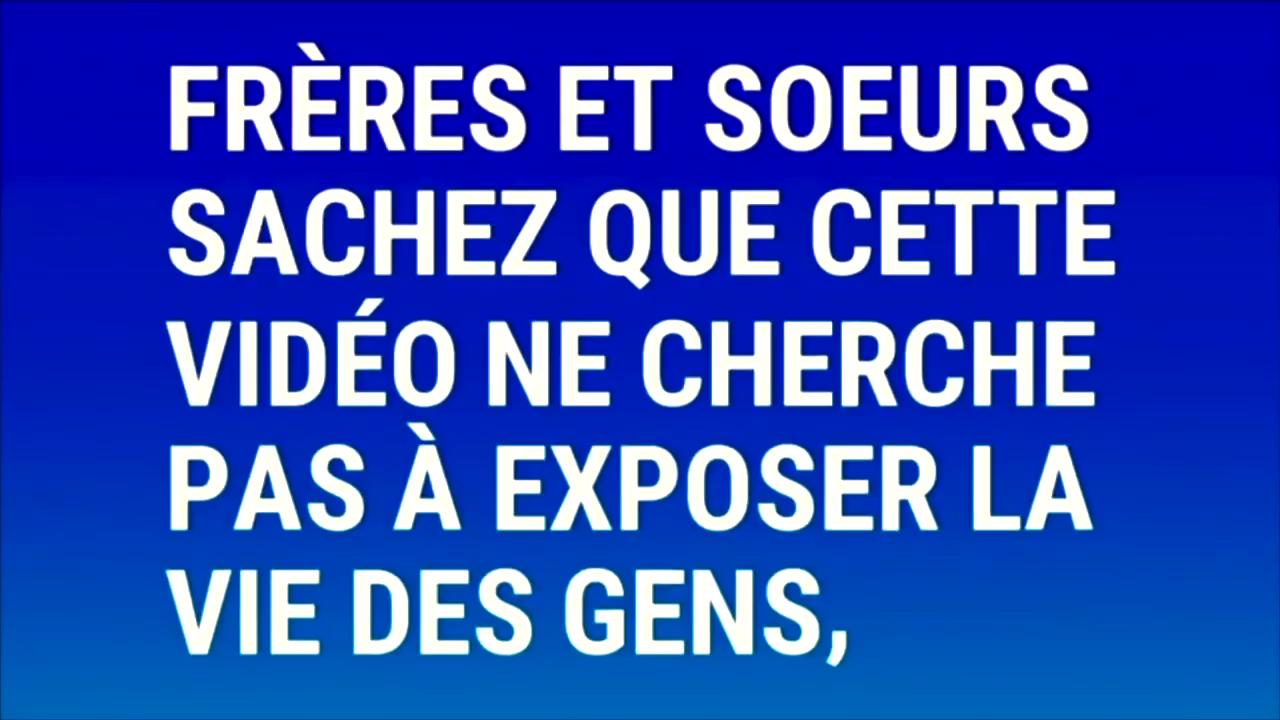 FRÈRES ET SOEURS
SACHEZ QUE CETTE
VIDÉO NE CHERCHE
PAS À EXPOSER LA
VIE DES GENS,